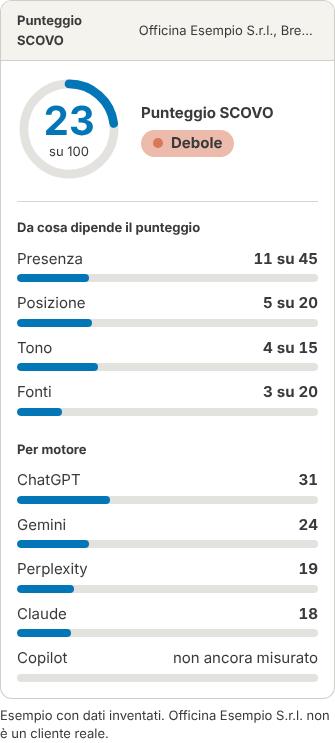 Punteggio
SCOVO
Officina Esempio S.r.l., Bre...
23
su 100
Punteggio SCOVO
Debole
Da cosa dipende il punteggio
Presenza 11 su 45
Posizione 5 su 20
Tono 4 su 15
Fonti 3 su 20
Per motore
ChatGPT 31
Gemini 24
Perplexity 19
Claude 18
Copilot non ancora misurato
Esempio con dati inventati. Officina Esempio S.r.l. non
è un cliente reale.